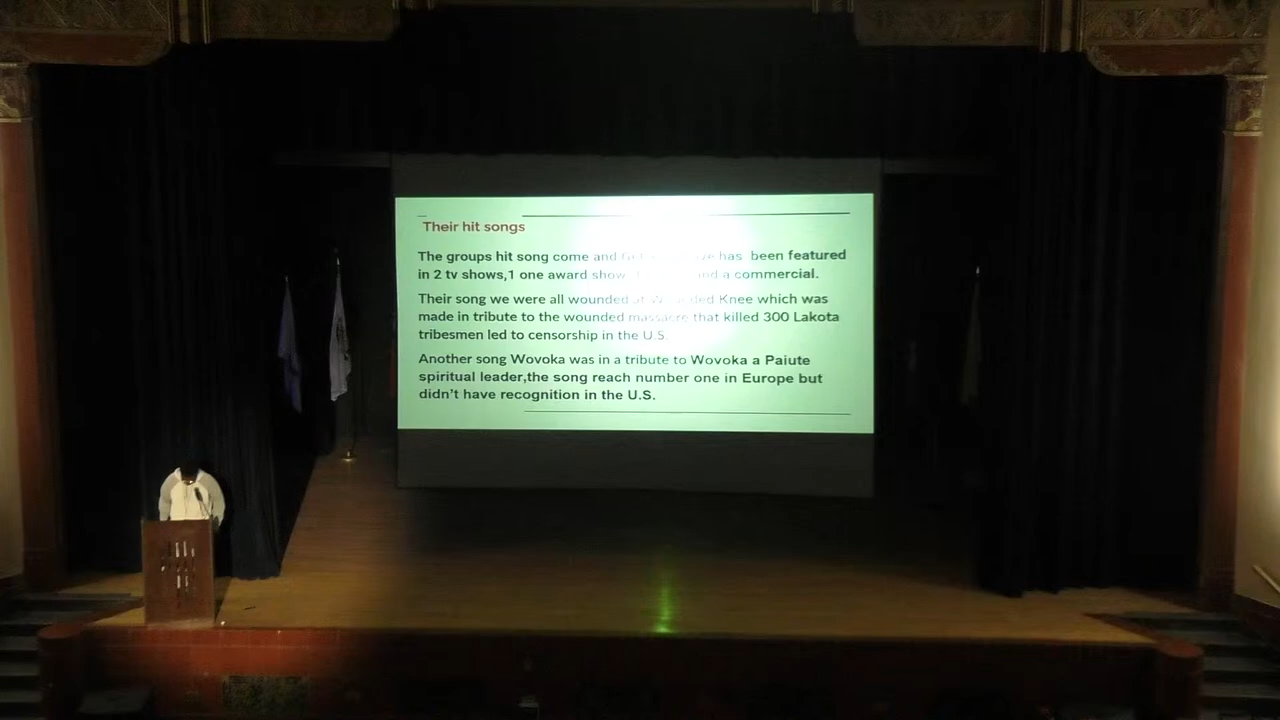 Their hit songs
The groups hit song come and has been featured
in 2 tv shows,1 one award show and a commercial.
Their song we were all wounded at Wounded Knee which was
made in tribute to the wounded massacre that killed 300 Lakota
tribesmen led to censorship in the U.S.
Another song Wovoka was in a tribute to Wovoka a Paiute
spiritual leader,the song reach number one in Europe but
didn't have recognition in the U.S.